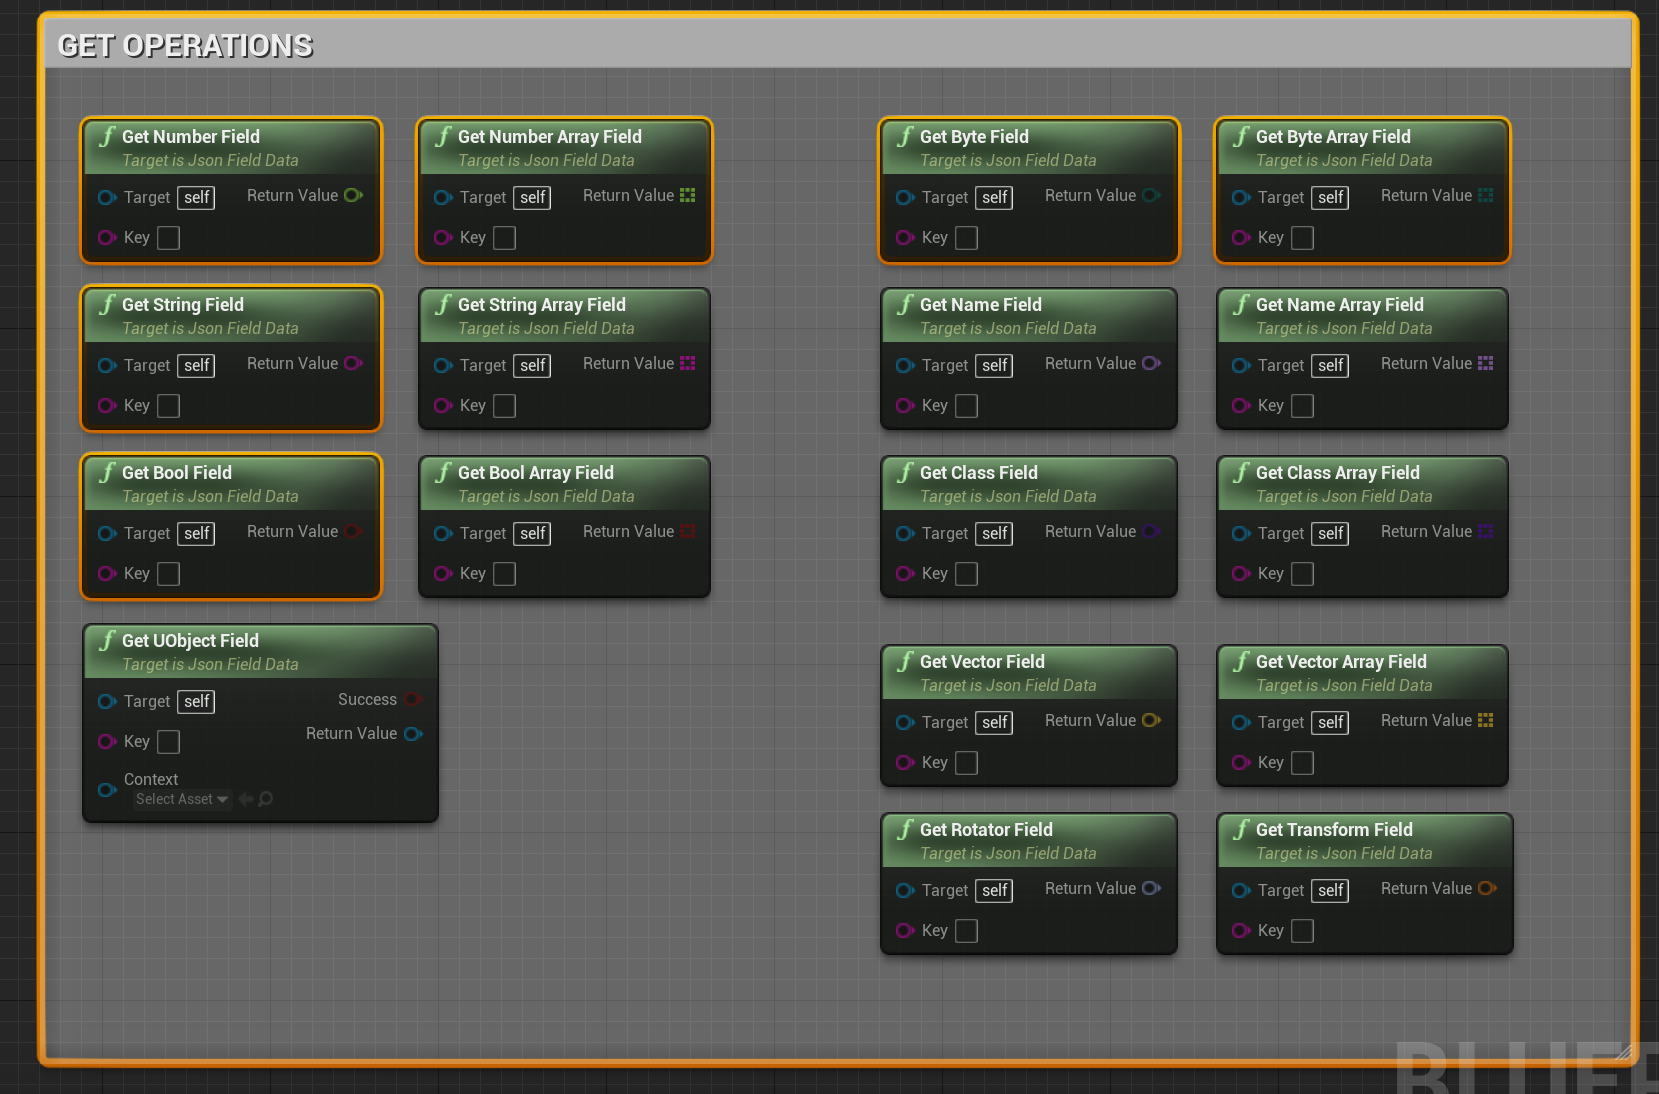 GET OPERATIONS
Get Number Field
Target is Json Field Data
Target self Return Value
Key
Get Number Array Field
Target is Json Field Data
Target self Return Value
Key
Get Byte Field
Target is Json Field Data
Target self Return Value
Key
Get Byte Array Field
Target is Json Field Data
Target self Return Value
Key
Get String Field
Target is Json Field Data
Target self Return Value
Key
Get String Array Field
Target is Json Field Data
Target self Return Value
Key
Get Name Field
Target is Json Field Data
Target self Return Value
Key
Get Name Array Field
Target is Json Field Data
Target self Return Value
Key
Get Bool Field
Target is Json Field Data
Target self Return Value
Key
Get Bool Array Field
Target is Json Field Data
Target self Return Value
Key
Get Class Field
Target is Json Field Data
Target self Return Value
Key
Get Class Array Field
Target is Json Field Data
Target self Return Value
Key
Get UObject Field
Target is Json Field Data
Target self Success
Return Value
Key
Context
Select Asset
Get Vector Field
Target is Json Field Data
Target self Return Value
Key
Get Vector Array Field
Target is Json Field Data
Target self Return Value
Key
Get Rotator Field
Target is Json Field Data
Target self Return Value
Key
Get Transform Field
Target is Json Field Data
Target self Return Value
Key